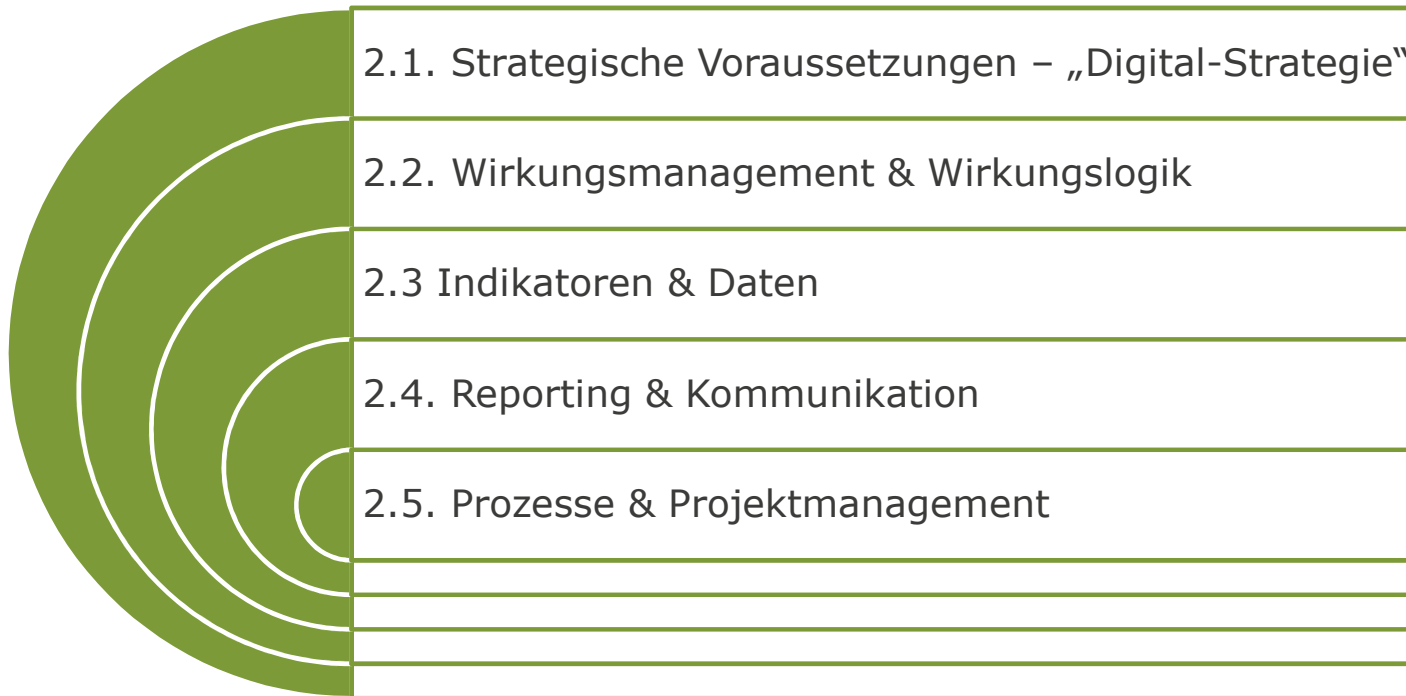 2.1. Strategische Voraussetzungen – „Digital-Strategie“
2.2. Wirkungsmanagement & Wirkungslogik
2.3 Indikatoren & Daten
2.4. Reporting & Kommunikation
2.5. Prozesse & Projektmanagement